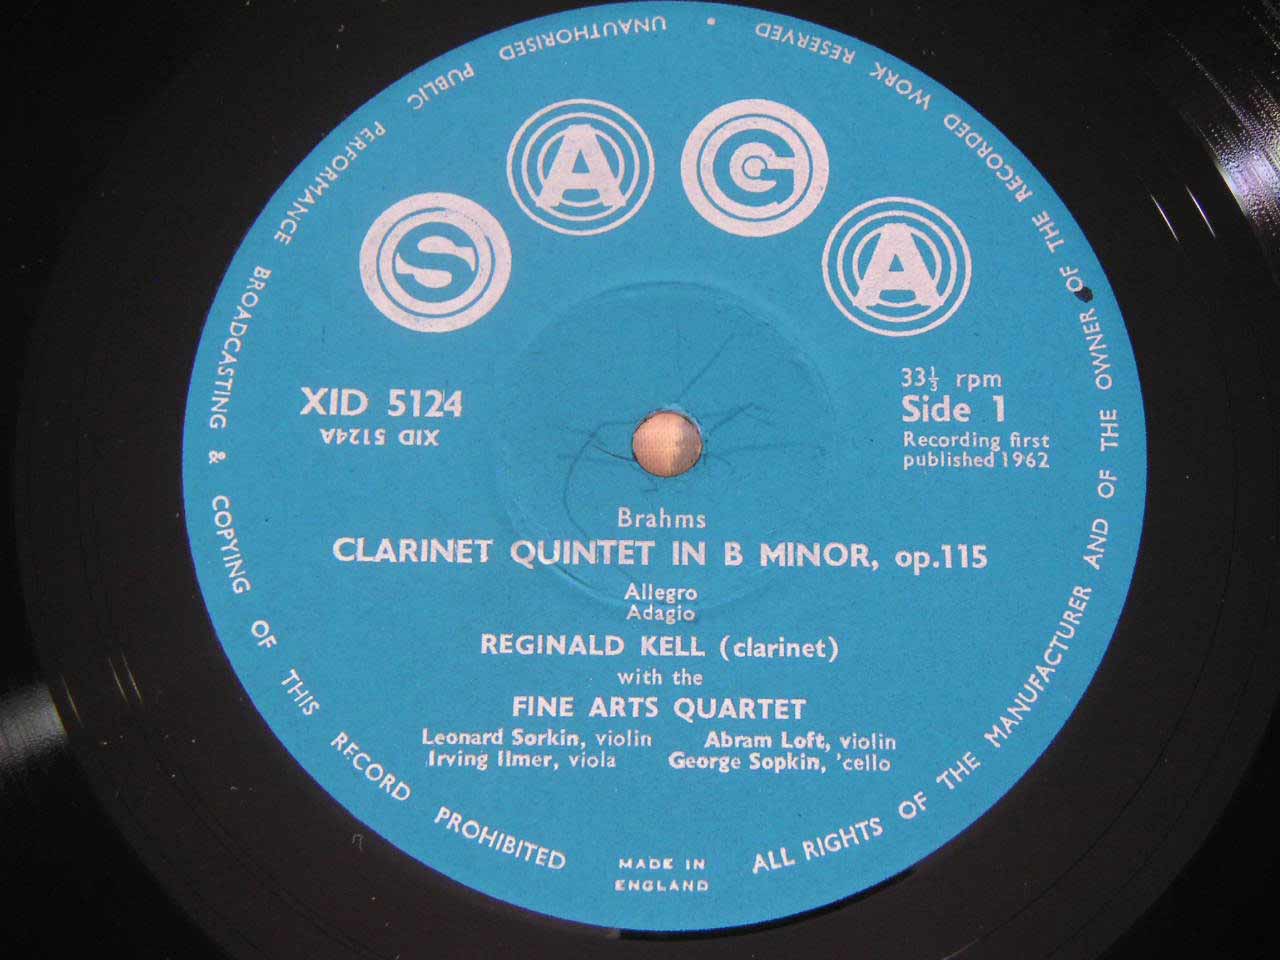 SAGA
XID 5124
XID 5124A
33⅓ rpm
Side 1
Recording first
published 1962
Brahms
CLARINET QUINTET IN B MINOR, op.115
Allegro
Adagio
REGINALD KELL (clarinet)
with the
FINE ARTS QUARTET
Leonard Sorkin, violin Abram Loft, violin
Irving Ilmer, viola George Sopkin, 'cello
MADE IN
ENGLAND
ALL RIGHTS OF THE MANUFACTURER AND OF THE OWNER OF THE RECORDED WORK RESERVED • UNAUTHORISED PUBLIC PERFORMANCE BROADCASTING & COPYING OF THIS RECORD PROHIBITED